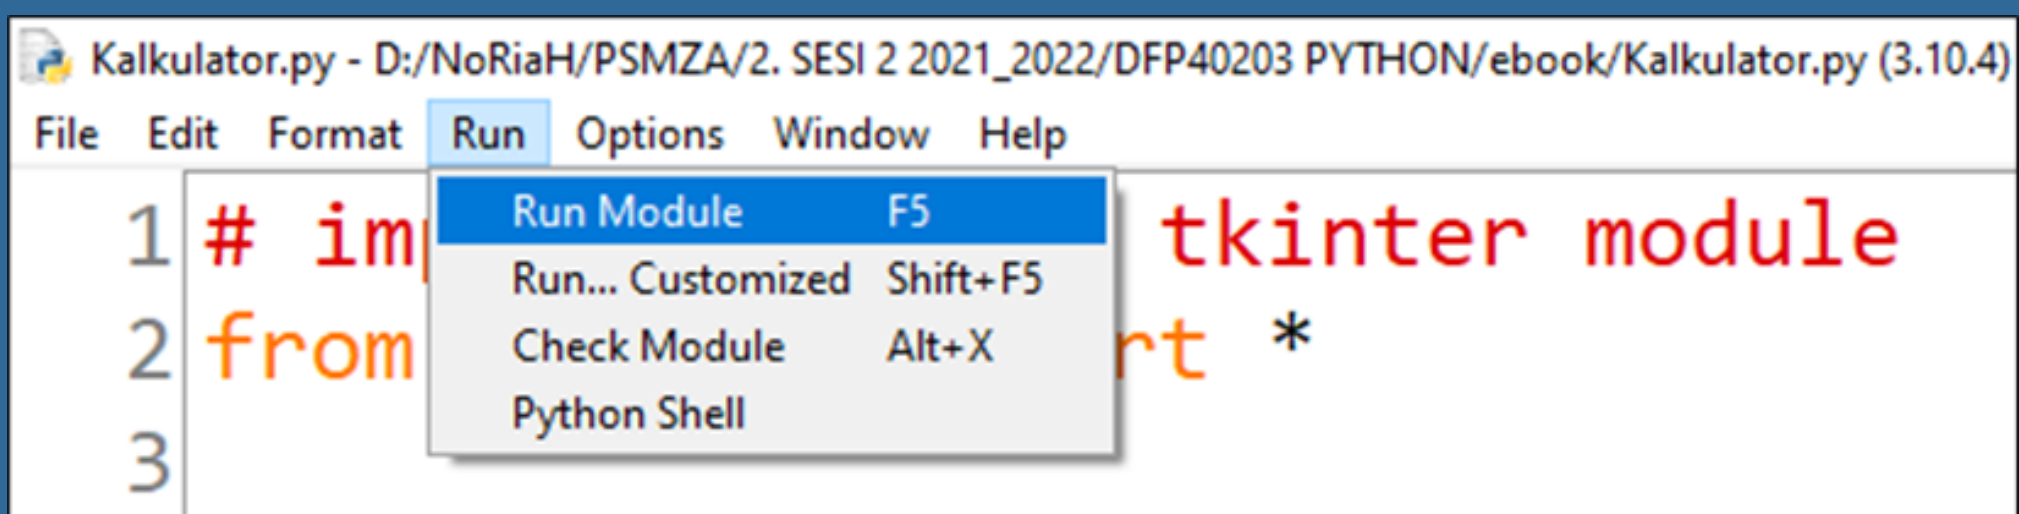 Kalkulator.py - D:/NoRiaH/PSMZA/2. SESI 2 2021_2022/DFP40203 PYTHON/ebook/Kalkulator.py (3.10.4)
File Edit Format Run Options Window Help
Run Module F5
Run... Customized Shift+F5
Check Module Alt+X
Python Shell
1 # tkinter module
2 from *
3